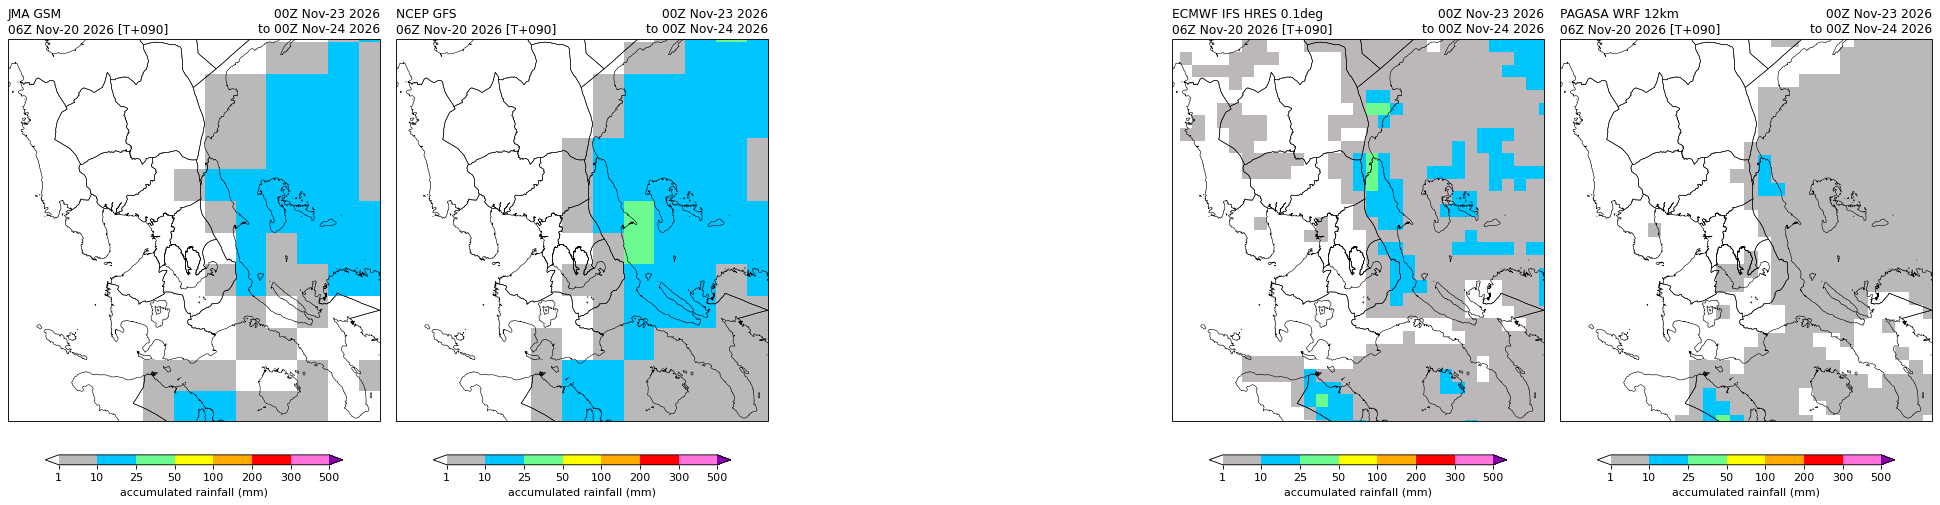 JMA GSM 00Z Nov-23 2026
06Z Nov-20 2026 [T+090] to 00Z Nov-24 2026
NCEP GFS 00Z Nov-23 2026
06Z Nov-20 2026 [T+090] to 00Z Nov-24 2026
ECMWF IFS HRES 0.1deg 00Z Nov-23 2026
06Z Nov-20 2026 [T+090] to 00Z Nov-24 2026
PAGASA WRF 12km 00Z Nov-23 2026
06Z Nov-20 2026 [T+090] to 00Z Nov-24 2026
1 10 25 50 100 200 300 500
accumulated rainfall (mm)
1 10 25 50 100 200 300 500
accumulated rainfall (mm)
1 10 25 50 100 200 300 500
accumulated rainfall (mm)
1 10 25 50 100 200 300 500
accumulated rainfall (mm)